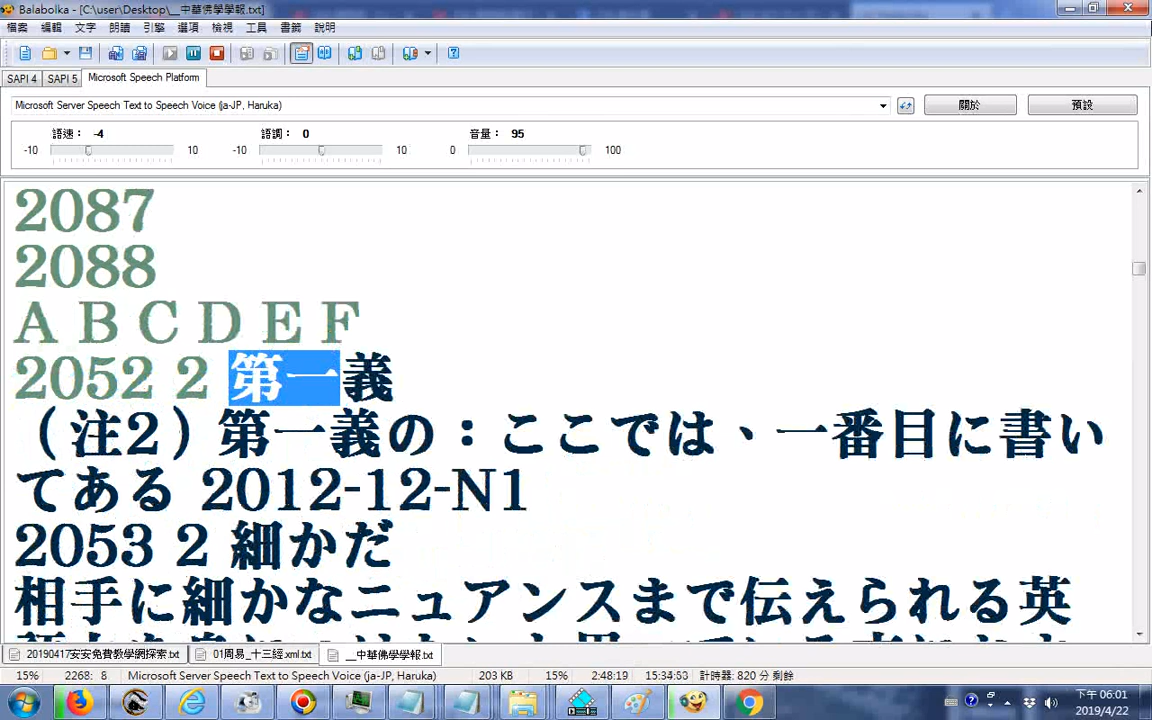 Balabolka - [C:\user\Desktop\__中華佛學學報.txt]
檔案 編輯 文字 朗讀 引擎 選項 檢視 工具 書籤 說明
SAPI 4 SAPI 5 Microsoft Speech Platform
Microsoft Server Speech Text to Speech Voice (ja-JP, Haruka) 關於 預設
語速： -4 語調： 0 音量： 95
-10 10 -10 10 0 100
2087
2088
A B C D E F
2052 2 第一義
（注2）第一義の：ここでは、一番目に書い
てある 2012-12-N1
2053 2 細かだ
相手に細かなニュアンスまで伝えられる英
20190417安安免費教學網探索.txt 01周易_十三經.xml.txt __中華佛學學報.txt
15% 2268: 8 Microsoft Server Speech Text to Speech Voice (ja-JP, Haruka) 203 KB 15% 2:48:19 15:34:53 計時器: 820 分 剩餘
下午 06:01
2019/4/22